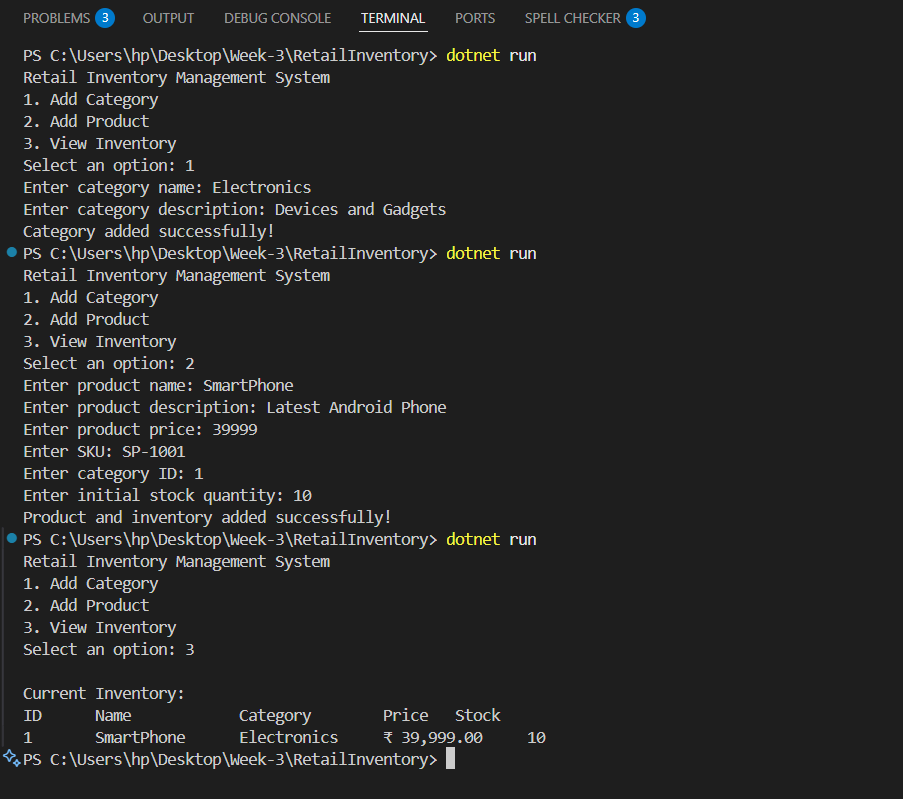 PROBLEMS 3 OUTPUT DEBUG CONSOLE TERMINAL PORTS SPELL CHECKER 3
PS C:\Users\hp\Desktop\Week-3\RetailInventory> dotnet run
Retail Inventory Management System
1. Add Category
2. Add Product
3. View Inventory
Select an option: 1
Enter category name: Electronics
Enter category description: Devices and Gadgets
Category added successfully!
PS C:\Users\hp\Desktop\Week-3\RetailInventory> dotnet run
Retail Inventory Management System
1. Add Category
2. Add Product
3. View Inventory
Select an option: 2
Enter product name: SmartPhone
Enter product description: Latest Android Phone
Enter product price: 39999
Enter SKU: SP-1001
Enter category ID: 1
Enter initial stock quantity: 10
Product and inventory added successfully!
PS C:\Users\hp\Desktop\Week-3\RetailInventory> dotnet run
Retail Inventory Management System
1. Add Category
2. Add Product
3. View Inventory
Select an option: 3
Current Inventory:
ID Name Category Price Stock
1 SmartPhone Electronics ₹ 39,999.00 10
PS C:\Users\hp\Desktop\Week-3\RetailInventory>